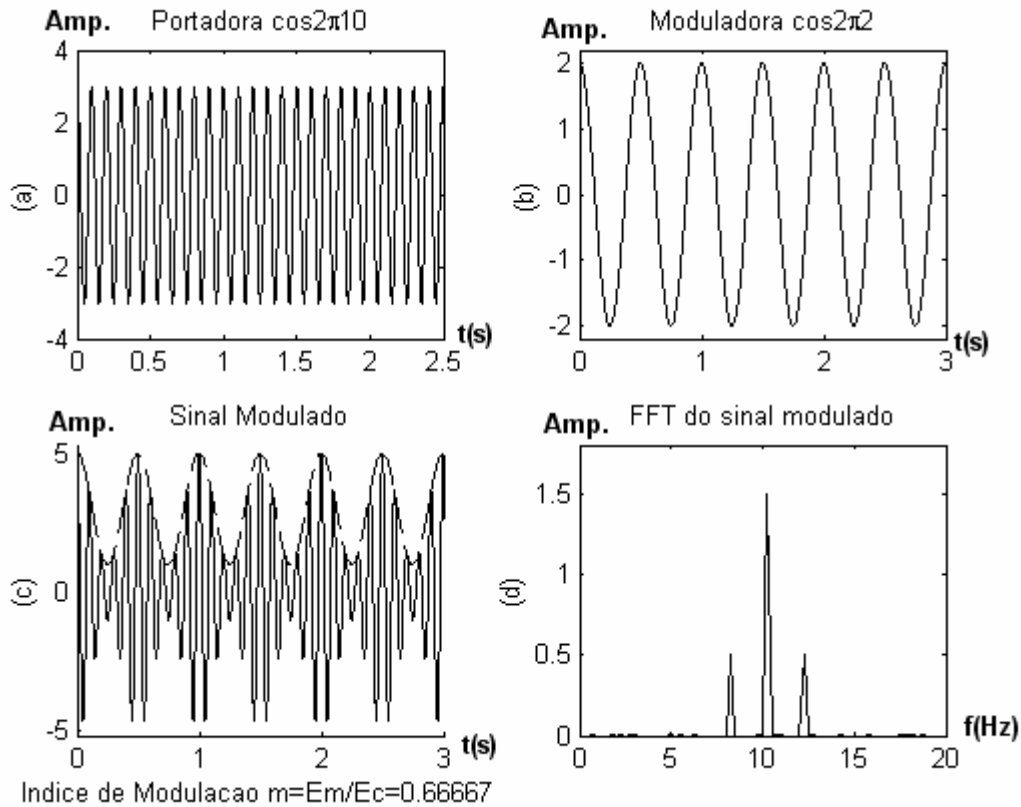 Amp. Portadora cos2π10
4
2
0
-2
-4
(a)
0 0.5 1 1.5 2 2.5
t(s)
Amp. Moduladora cos2π2
2
1
0
-1
-2
(b)
0 1 2 3
t(s)
Amp. Sinal Modulado
5
0
-5
(c)
0 1 2 3
t(s)
Indice de Modulacao m=Em/Ec=0.66667
Amp. FFT do sinal modulado
1.5
1
0.5
0
(d)
0 5 10 15 20
f(Hz)